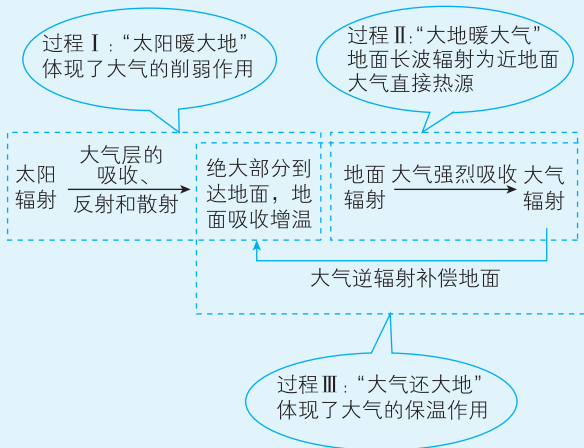 过程Ⅰ:“太阳暖大地”
体现了大气的削弱作用
过程Ⅱ:“大地暖大气”
地面长波辐射为近地面
大气直接热源
太阳
辐射
大气层的
吸收、
反射和散射
绝大部分到
达地面，地
面吸收增温
地面
辐射
大气强烈吸收
大气
辐射
大气逆辐射补偿地面
过程Ⅲ:“大气还大地”
体现了大气的保温作用